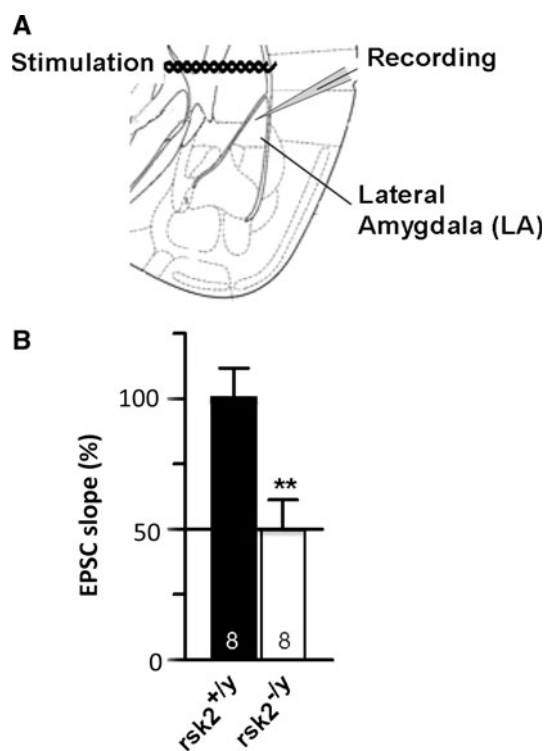 A
Stimulation
Recording
Lateral
Amygdala (LA)
B
EPSC slope (%)
100
50
0
**
8
8
rsk2+/y
rsk2-/y